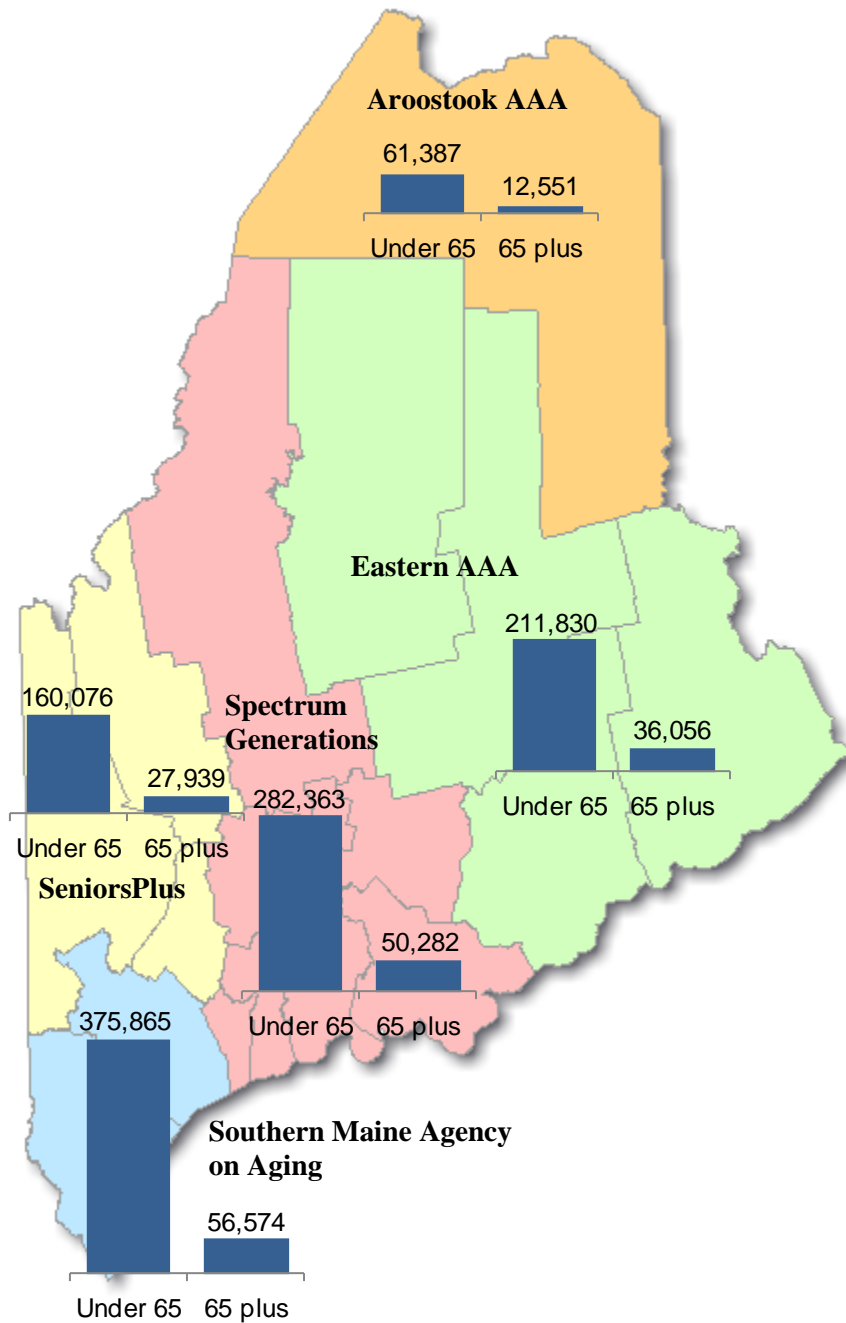 Aroostook AAA
61,387
12,551
Under 65 65 plus
Eastern AAA
211,830
36,056
Under 65 65 plus
Spectrum
Generations
282,363
50,282
Under 65 65 plus
160,076
27,939
Under 65 65 plus
SeniorsPlus
375,865
Southern Maine Agency
on Aging
56,574
Under 65 65 plus